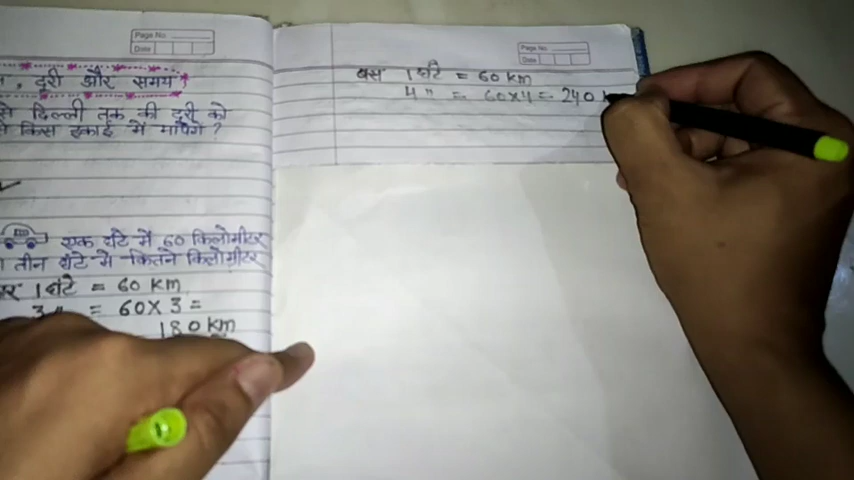 Page No.
Date
, दूरी और समय
से दिल्ली तक की दूरी को
किस इकाई में मापेंगे ?
एक घंटे में 60 किलोमीटर
तीन घंटे में कितने किलोमीटर
1 घंटे = 60 km
3 " = 60 x 3 =
180 km
Page No.
Date
बस 1 घंटे = 60 km
4 " = 60x4 = 240 k